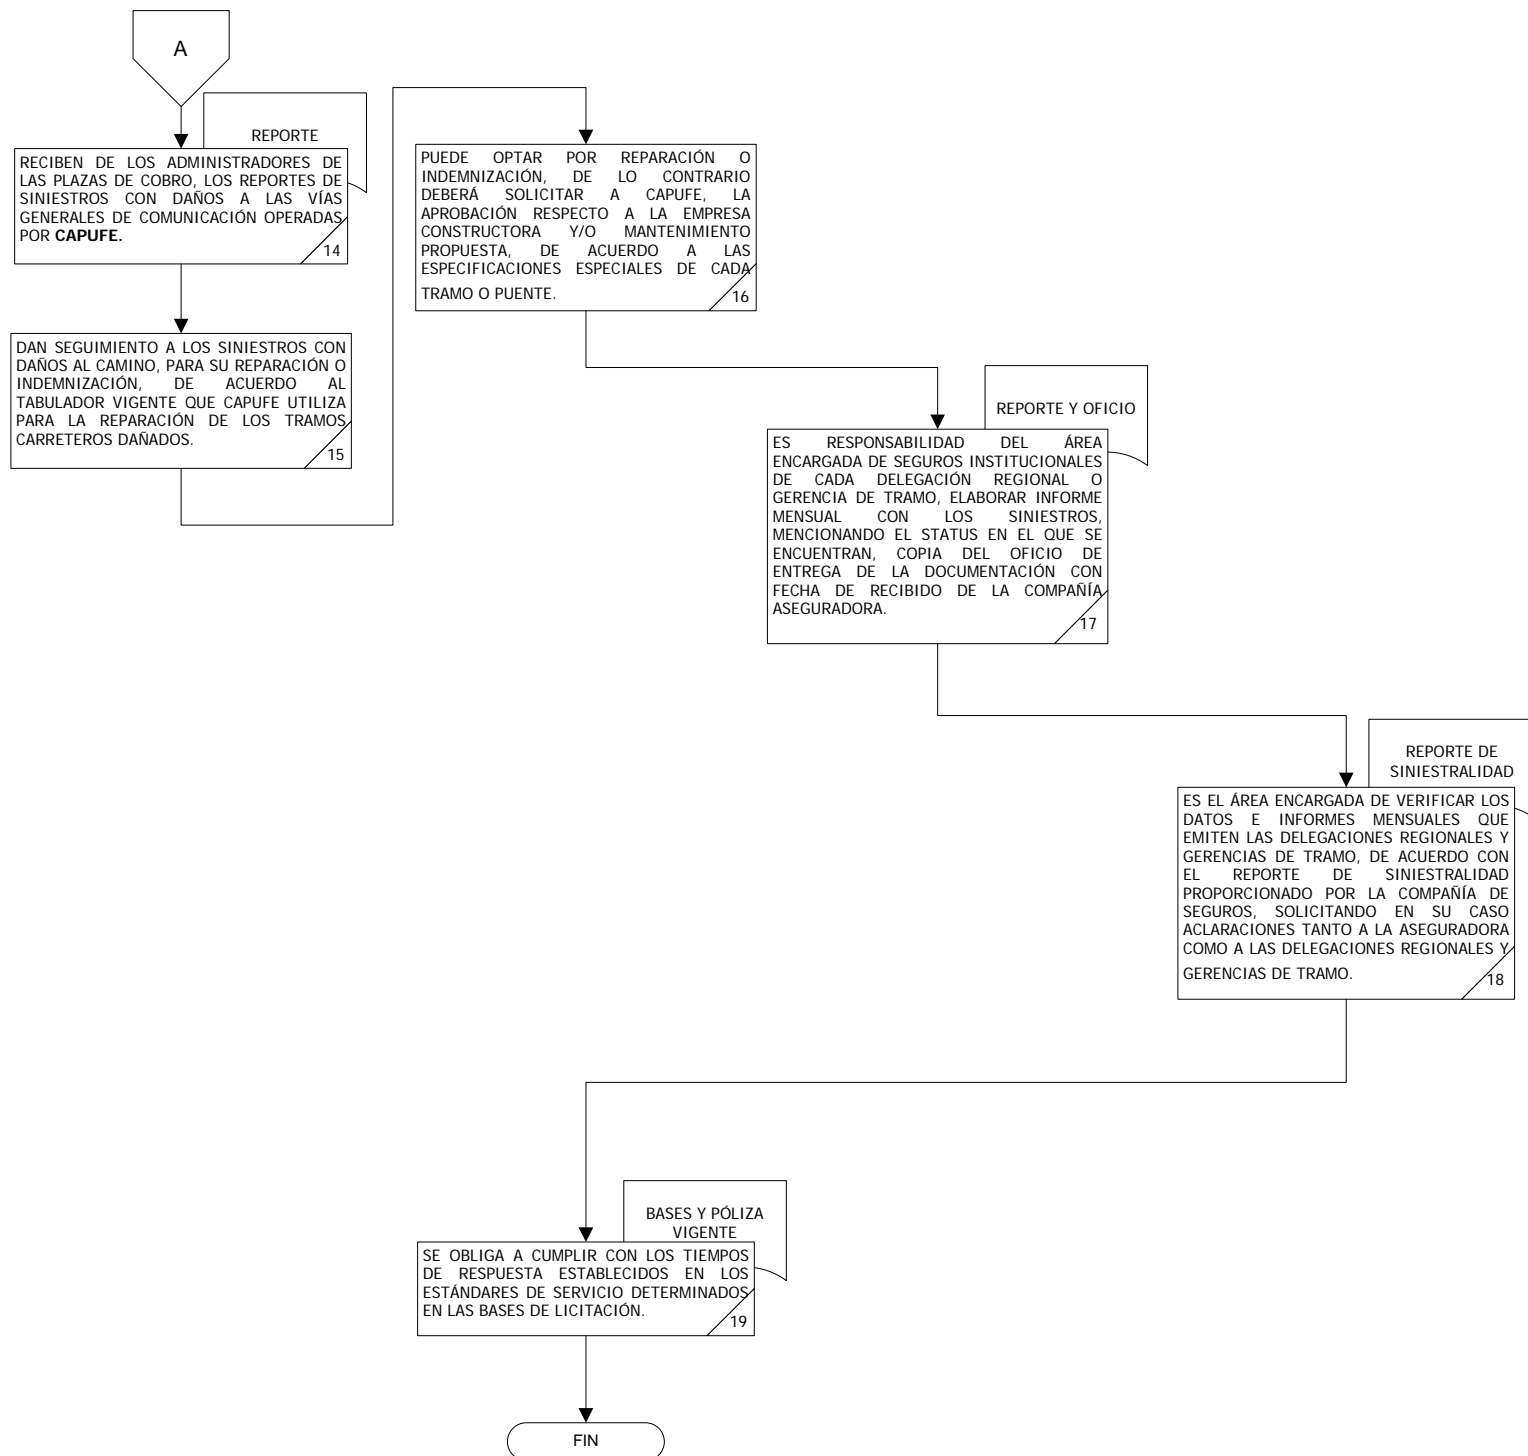 A
REPORTE
RECIBEN DE LOS ADMINISTRADORES DE
LAS PLAZAS DE COBRO, LOS REPORTES DE
SINIESTROS CON DAÑOS A LAS VÍAS
GENERALES DE COMUNICACIÓN OPERADAS
POR CAPUFE.
14
DAN SEGUIMIENTO A LOS SINIESTROS CON
DAÑOS AL CAMINO, PARA SU REPARACIÓN O
INDEMNIZACIÓN, DE ACUERDO AL
TABULADOR VIGENTE QUE CAPUFE UTILIZA
PARA LA REPARACIÓN DE LOS TRAMOS
CARRETEROS DAÑADOS.
15
PUEDE OPTAR POR REPARACIÓN O
INDEMNIZACIÓN, DE LO CONTRARIO
DEBERÁ SOLICITAR A CAPUFE, LA
APROBACIÓN RESPECTO A LA EMPRESA
CONSTRUCTORA Y/O MANTENIMIENTO
PROPUESTA, DE ACUERDO A LAS
ESPECIFICACIONES ESPECIALES DE CADA
TRAMO O PUENTE.
16
REPORTE Y OFICIO
ES RESPONSABILIDAD DEL ÁREA
ENCARGADA DE SEGUROS INSTITUCIONALES
DE CADA DELEGACIÓN REGIONAL O
GERENCIA DE TRAMO, ELABORAR INFORME
MENSUAL CON LOS SINIESTROS,
MENCIONANDO EL STATUS EN EL QUE SE
ENCUENTRAN, COPIA DEL OFICIO DE
ENTREGA DE LA DOCUMENTACIÓN CON
FECHA DE RECIBIDO DE LA COMPAÑÍA
ASEGURADORA.
17
REPORTE DE
SINIESTRALIDAD
ES EL ÁREA ENCARGADA DE VERIFICAR LOS
DATOS E INFORMES MENSUALES QUE
EMITEN LAS DELEGACIONES REGIONALES Y
GERENCIAS DE TRAMO, DE ACUERDO CON
EL REPORTE DE SINIESTRALIDAD
PROPORCIONADO POR LA COMPAÑÍA DE
SEGUROS, SOLICITANDO EN SU CASO
ACLARACIONES TANTO A LA ASEGURADORA
COMO A LAS DELEGACIONES REGIONALES Y
GERENCIAS DE TRAMO.
18
BASES Y PÓLIZA
VIGENTE
SE OBLIGA A CUMPLIR CON LOS TIEMPOS
DE RESPUESTA ESTABLECIDOS EN LOS
ESTÁNDARES DE SERVICIO DETERMINADOS
EN LAS BASES DE LICITACIÓN.
19
FIN